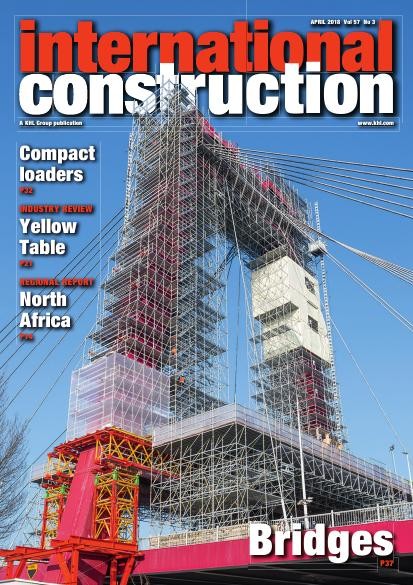 APRIL 2018 Vol 57 No 3
international
construction
A KHL Group publication
www.khl.com
Compact
loaders
P32
INDUSTRY REVIEW
Yellow
Table
P21
REGIONAL REPORT
North
Africa
Bridges
P37